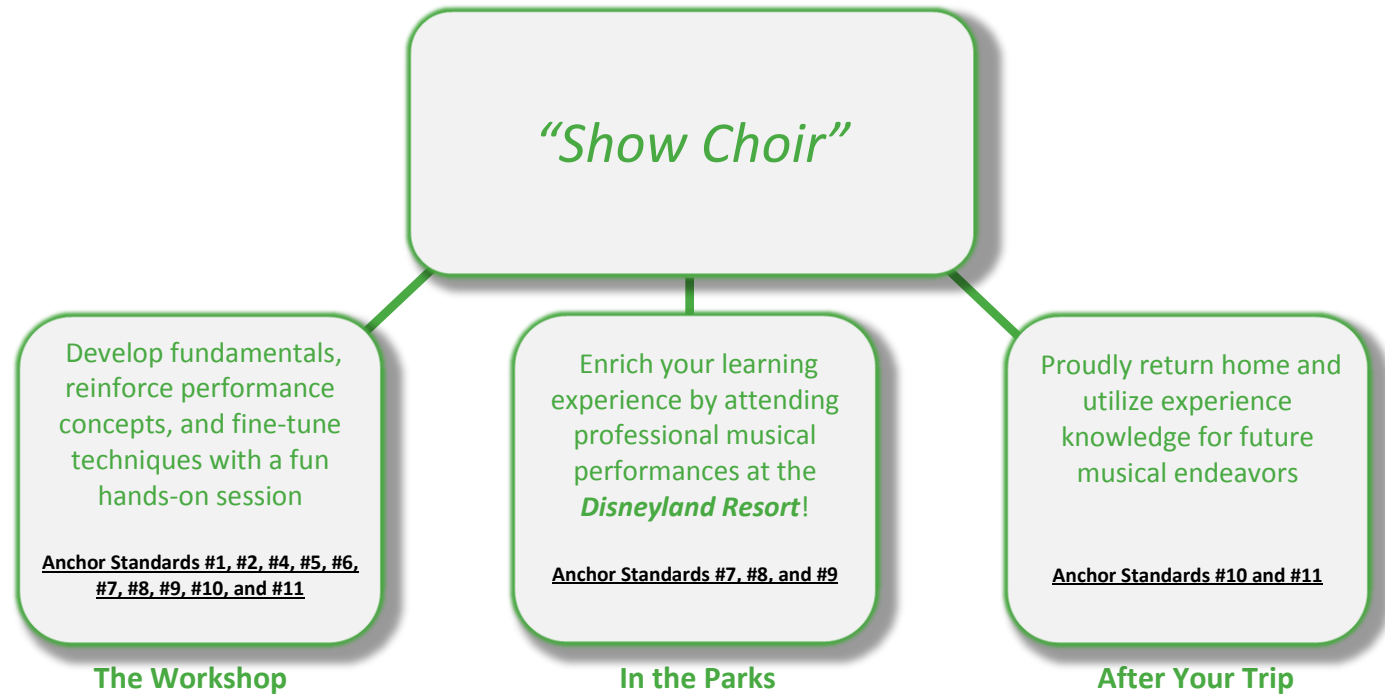 “Show Choir”
Develop fundamentals,
reinforce performance
concepts, and fine-tune
techniques with a fun
hands-on session
Anchor Standards #1, #2, #4, #5, #6,
#7, #8, #9, #10, and #11
The Workshop
Enrich your learning
experience by attending
professional musical
performances at the
Disneyland Resort!
Anchor Standards #7, #8, and #9
In the Parks
Proudly return home and
utilize experience
knowledge for future
musical endeavors
Anchor Standards #10 and #11
After Your Trip